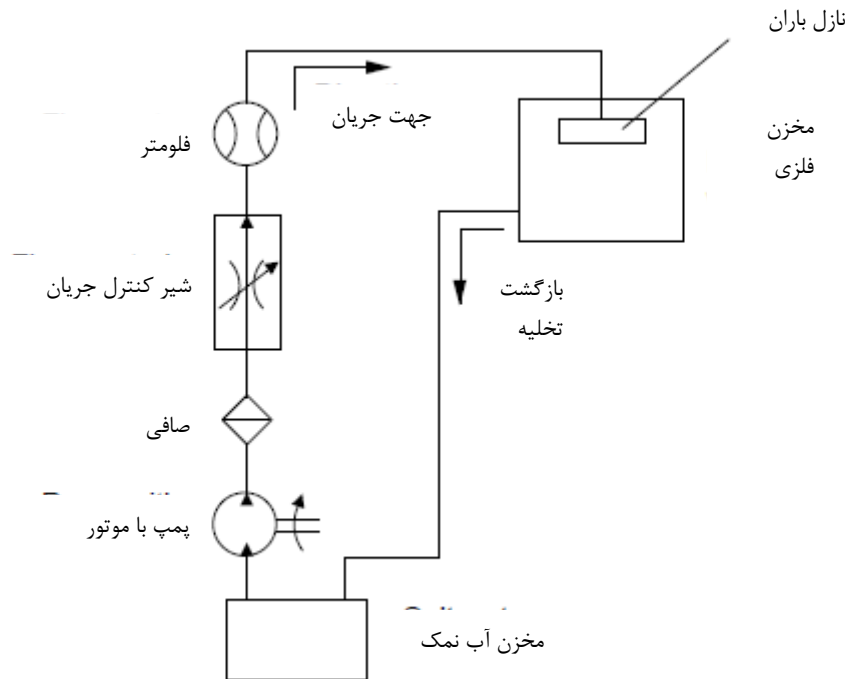 نازل باران
جهت جریان
مخزن
فلزی
فلومتر
شیر کنترل جریان
بازگشت
تخلیه
صافی
پمپ با موتور
مخزن آب نمک